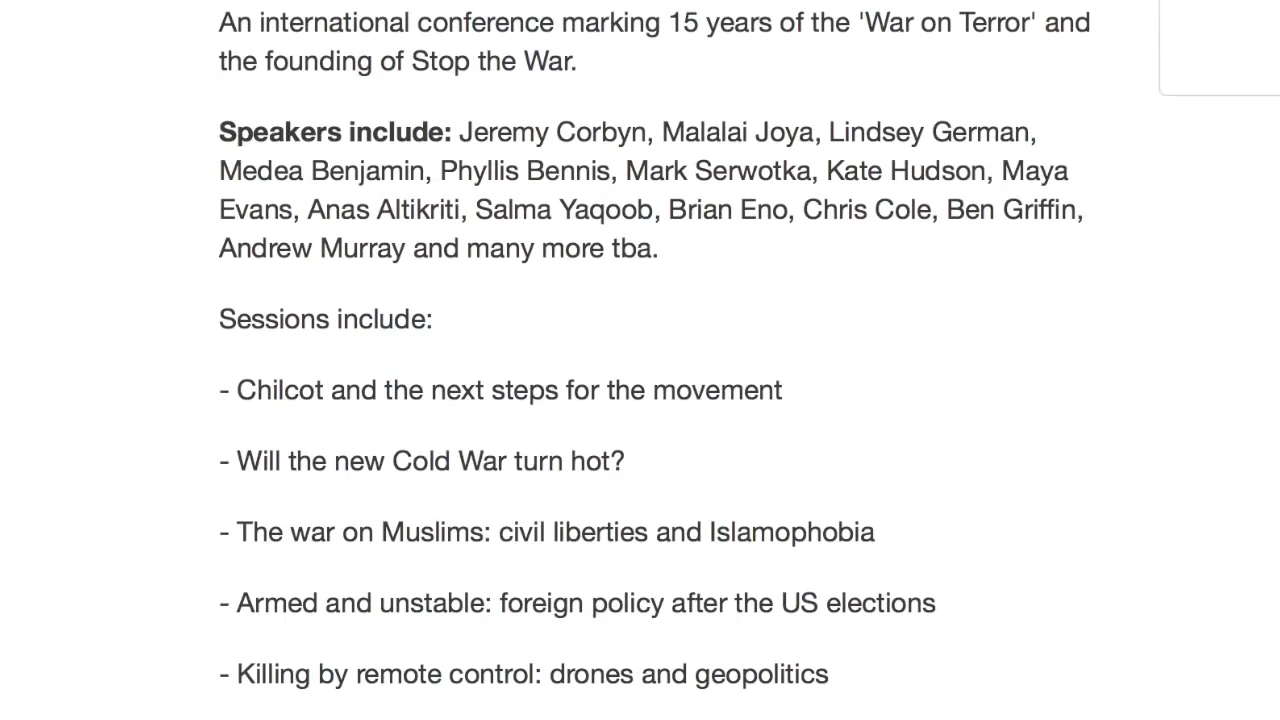 An international conference marking 15 years of the 'War on Terror' and
the founding of Stop the War.
Speakers include: Jeremy Corbyn, Malalai Joya, Lindsey German,
Medea Benjamin, Phyllis Bennis, Mark Serwotka, Kate Hudson, Maya
Evans, Anas Altikriti, Salma Yaqoob, Brian Eno, Chris Cole, Ben Griffin,
Andrew Murray and many more tba.
Sessions include:
- Chilcot and the next steps for the movement
- Will the new Cold War turn hot?
- The war on Muslims: civil liberties and Islamophobia
- Armed and unstable: foreign policy after the US elections
- Killing by remote control: drones and geopolitics